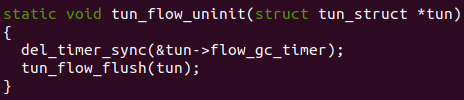 static void tun_flow_uninit(struct tun_struct *tun)
{
  del_timer_sync(&tun->flow_gc_timer);
  tun_flow_flush(tun);
}